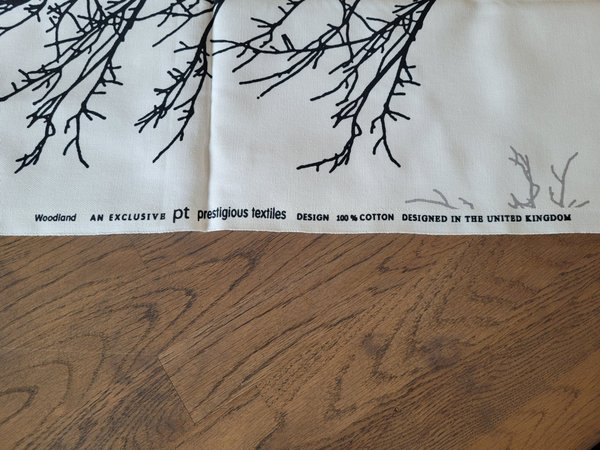 Woodland AN EXCLUSIVE pt prestigious textiles DESIGN 100 % COTTON DESIGNED IN THE UNITED KINGDOM